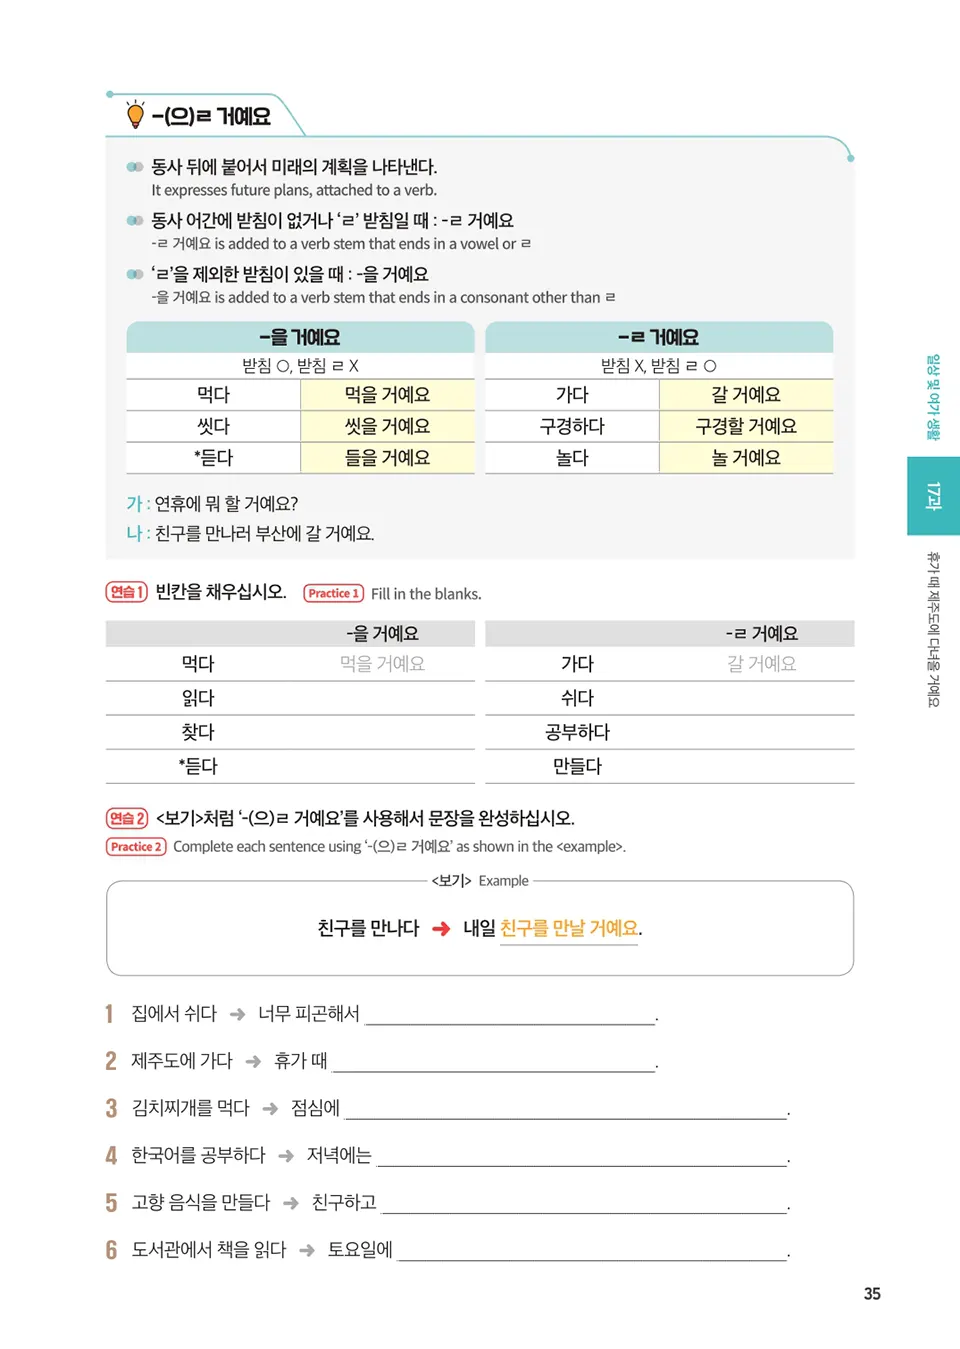 -(으)ㄹ 거예요
동사 뒤에 붙어서 미래의 계획을 나타낸다.
It expresses future plans, attached to a verb.
동사 어간에 받침이 없거나 ‘ㄹ’ 받침일 때 : -ㄹ 거예요
-ㄹ 거예요 is added to a verb stem that ends in a vowel or ㄹ
‘ㄹ’을 제외한 받침이 있을 때 : -을 거예요
-을 거예요 is added to a verb stem that ends in a consonant other than ㄹ
-을 거예요
받침 ○, 받침 ㄹ X
먹다 먹을 거예요
씻다 씻을 거예요
*듣다 들을 거예요
-ㄹ 거예요
받침 X, 받침 ㄹ ○
가다 갈 거예요
구경하다 구경할 거예요
놀다 놀 거예요
가 : 연휴에 뭐 할 거예요?
나 : 친구를 만나러 부산에 갈 거예요.
연습 1 빈칸을 채우십시오. Practice 1 Fill in the blanks.
-을 거예요
먹다 먹을 거예요
읽다
찾다
*듣다
-ㄹ 거예요
가다 갈 거예요
쉬다
공부하다
만들다
연습 2 <보기>처럼 ‘-(으)ㄹ 거예요’를 사용해서 문장을 완성하십시오.
Practice 2 Complete each sentence using ‘-(으)ㄹ 거예요’ as shown in the <example>.
<보기> Example
친구를 만나다 ➜ 내일 친구를 만날 거예요.
1 집에서 쉬다 ➜ 너무 피곤해서 ____________.
2 제주도에 가다 ➜ 휴가 때 ____________.
3 김치찌개를 먹다 ➜ 점심에 ____________.
4 한국어를 공부하다 ➜ 저녁에는 ____________.
5 고향 음식을 만들다 ➜ 친구하고 ____________.
6 도서관에서 책을 읽다 ➜ 토요일에 ____________.
일상 및 여가 생활
17과
휴가 때 제주도에 다녀올 거예요
35